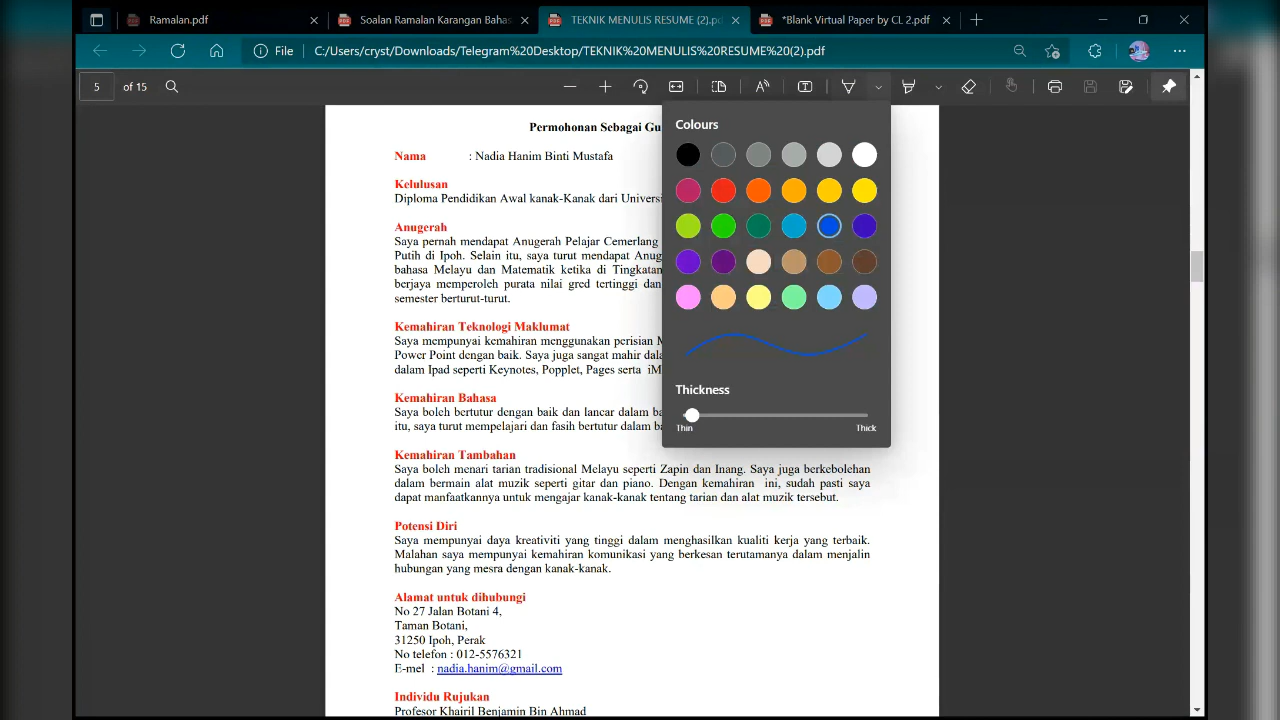 Ramalan.pdf
Soalan Ramalan Karangan Bahas
TEKNIK MENULIS RESUME (2).pd
*Blank Virtual Paper by CL 2.pdf
File
C:/Users/cryst/Downloads/Telegram%20Desktop/TEKNIK%20MENULIS%20RESUME%20(2).pdf
5 of 15
Permohonan Sebagai Gu
Nama : Nadia Hanim Binti Mustafa
Kelulusan
Diploma Pendidikan Awal kanak-Kanak dari Universi
Anugerah
Saya pernah mendapat Anugerah Pelajar Cemerlang
Putih di Ipoh. Selain itu, saya turut mendapat Anug
bahasa Melayu dan Matematik ketika di Tingkatan
berjaya memperoleh purata nilai gred tertinggi dan
semester berturut-turut.
Kemahiran Teknologi Maklumat
Saya mempunyai kemahiran menggunakan perisian M
Power Point dengan baik. Saya juga sangat mahir dala
dalam Ipad seperti Keynotes, Popplet, Pages serta iM
Kemahiran Bahasa
Saya boleh bertutur dengan baik dan lancar dalam ba
itu, saya turut mempelajari dan fasih bertutur dalam ba
Kemahiran Tambahan
Saya boleh menari tarian tradisional Melayu seperti Zapin dan Inang. Saya juga berkebolehan
dalam bermain alat muzik seperti gitar dan piano. Dengan kemahiran ini, sudah pasti saya
dapat manfaatkannya untuk mengajar kanak-kanak tentang tarian dan alat muzik tersebut.
Potensi Diri
Saya mempunyai daya kreativiti yang tinggi dalam menghasilkan kualiti kerja yang terbaik.
Malahan saya mempunyai kemahiran komunikasi yang berkesan terutamanya dalam menjalin
hubungan yang mesra dengan kanak-kanak.
Alamat untuk dihubungi
No 27 Jalan Botani 4,
Taman Botani,
31250 Ipoh, Perak
No telefon : 012-5576321
E-mel : nadia.hanim@gmail.com
Individu Rujukan
Profesor Khairil Benjamin Bin Ahmad
Colours
Thickness
Thin
Thick